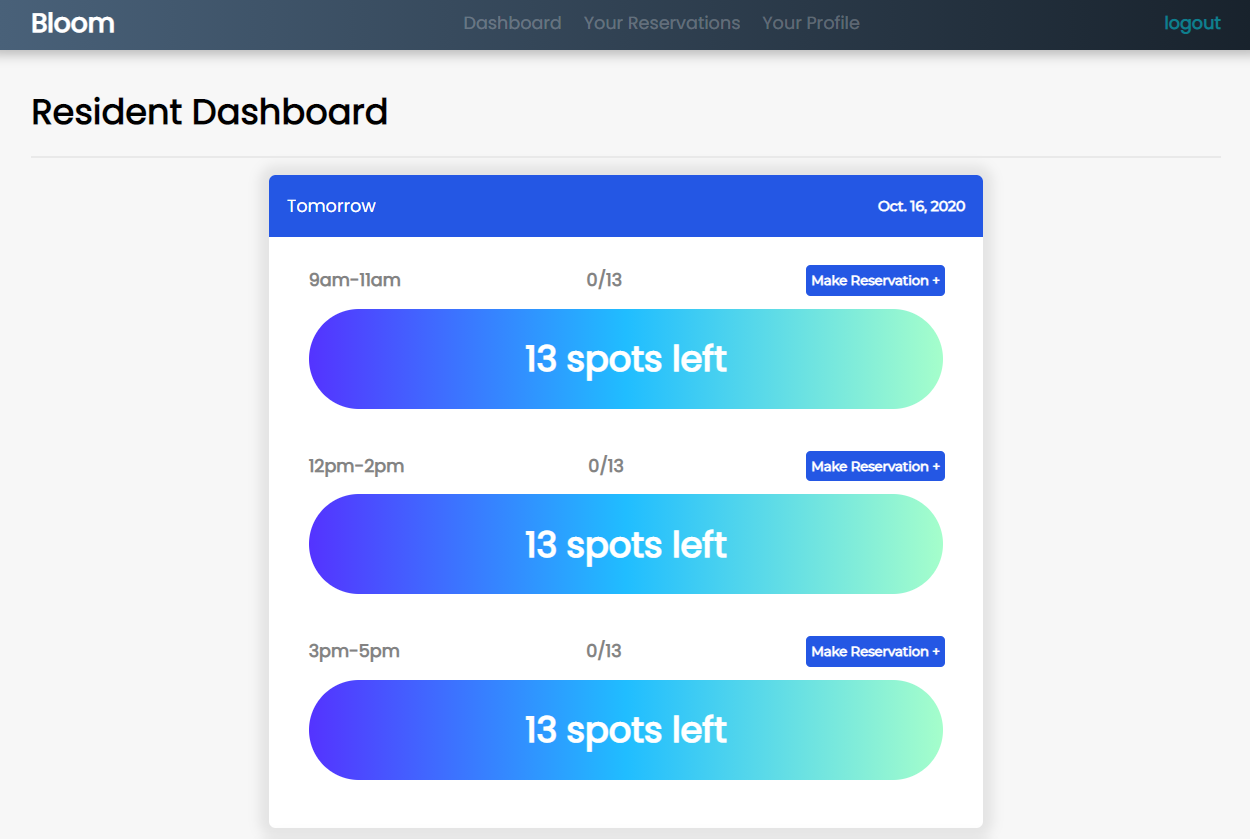 Bloom Dashboard Your Reservations Your Profile logout
Resident Dashboard
Tomorrow Oct. 16, 2020
9am-11am 0/13 Make Reservation +
13 spots left
12pm-2pm 0/13 Make Reservation +
13 spots left
3pm-5pm 0/13 Make Reservation +
13 spots left